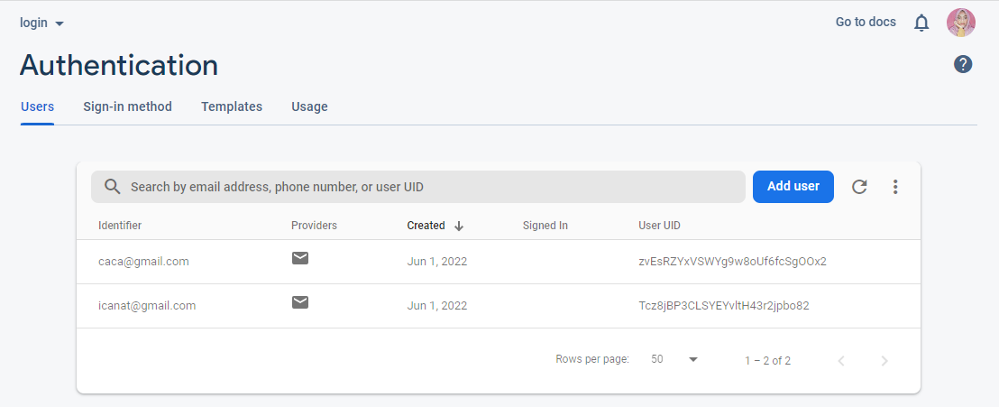 login
Go to docs
Authentication
Users Sign-in method Templates Usage
Search by email address, phone number, or user UID
Add user
Identifier Providers Created Signed In User UID
caca@gmail.com Jun 1, 2022 zvEsRZYxVSWYg9w8oUf6fcSgOOx2
icanat@gmail.com Jun 1, 2022 Tcz8jBP3CLSYEYvltH43r2jpbo82
Rows per page: 50 1 – 2 of 2